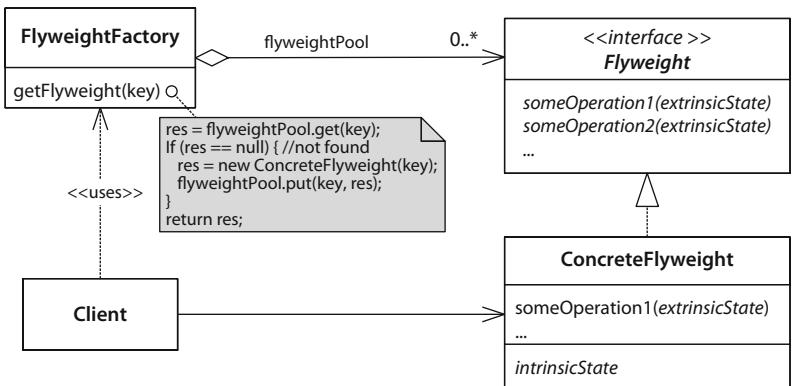 FlyweightFactory
getFlyweight(key)
flyweightPool
0..*
<<interface >>
Flyweight
someOperation1(extrinsicState)
someOperation2(extrinsicState)
...
res = flyweightPool.get(key);
If (res == null) { //not found
res = new ConcreteFlyweight(key);
flyweightPool.put(key, res);
}
return res;
<<uses>>
Client
ConcreteFlyweight
someOperation1(extrinsicState)
...
intrinsicState